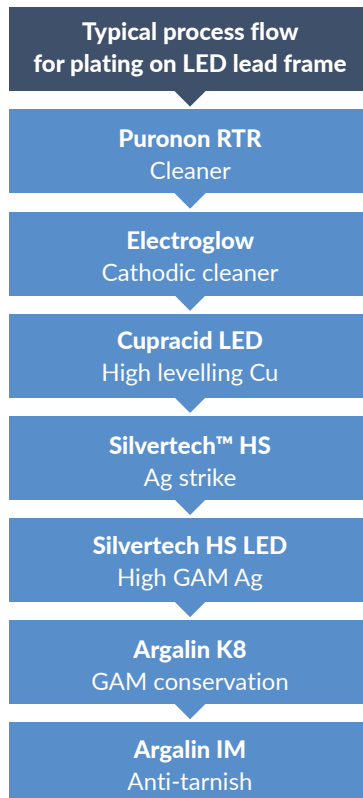 Typical process flow
for plating on LED lead frame
Puronon RTR
Cleaner
Electroglow
Cathodic cleaner
Cupracid LED
High levelling Cu
Silvertech™ HS
Ag strike
Silvertech HS LED
High GAM Ag
Argalin K8
GAM conservation
Argalin IM
Anti-tarnish